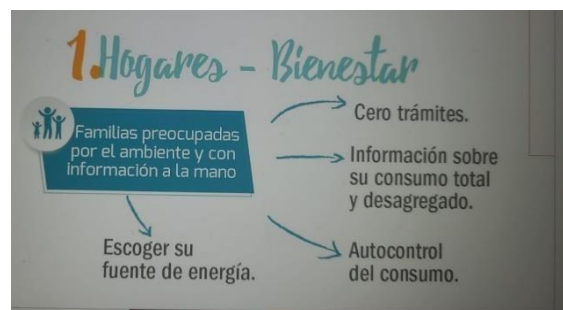 1. Hogares - Bienestar
Familias preocupadas
por el ambiente y con
información a la mano
Cero trámites.
Información sobre
su consumo total
y desagregado.
Autocontrol
del consumo.
Escoger su
fuente de energía.